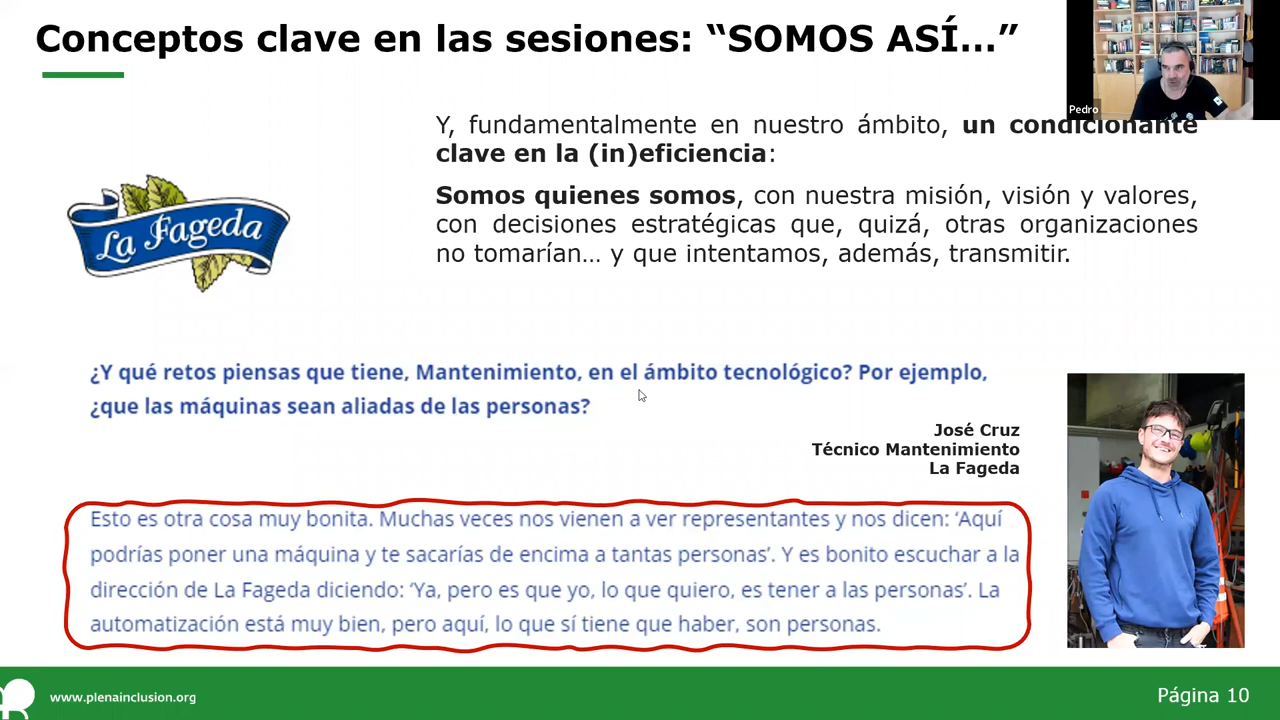 Conceptos clave en las sesiones: “SOMOS ASÍ...”
Pedro
Y, fundamentalmente en nuestro ámbito, un condicionante
clave en la (in)eficiencia:
Somos quienes somos, con nuestra misión, visión y valores,
con decisiones estratégicas que, quizá, otras organizaciones
no tomarían… y que intentamos, además, transmitir.
La Fageda
¿Y qué retos piensas que tiene, Mantenimiento, en el ámbito tecnológico? Por ejemplo,
¿que las máquinas sean aliadas de las personas?
José Cruz
Técnico Mantenimiento
La Fageda
Esto es otra cosa muy bonita. Muchas veces nos vienen a ver representantes y nos dicen: ‘Aquí
podrías poner una máquina y te sacarías de encima a tantas personas’. Y es bonito escuchar a la
dirección de La Fageda diciendo: ‘Ya, pero es que yo, lo que quiero, es tener a las personas’. La
automatización está muy bien, pero aquí, lo que sí tiene que haber, son personas.
www.plenainclusion.org
Página 10